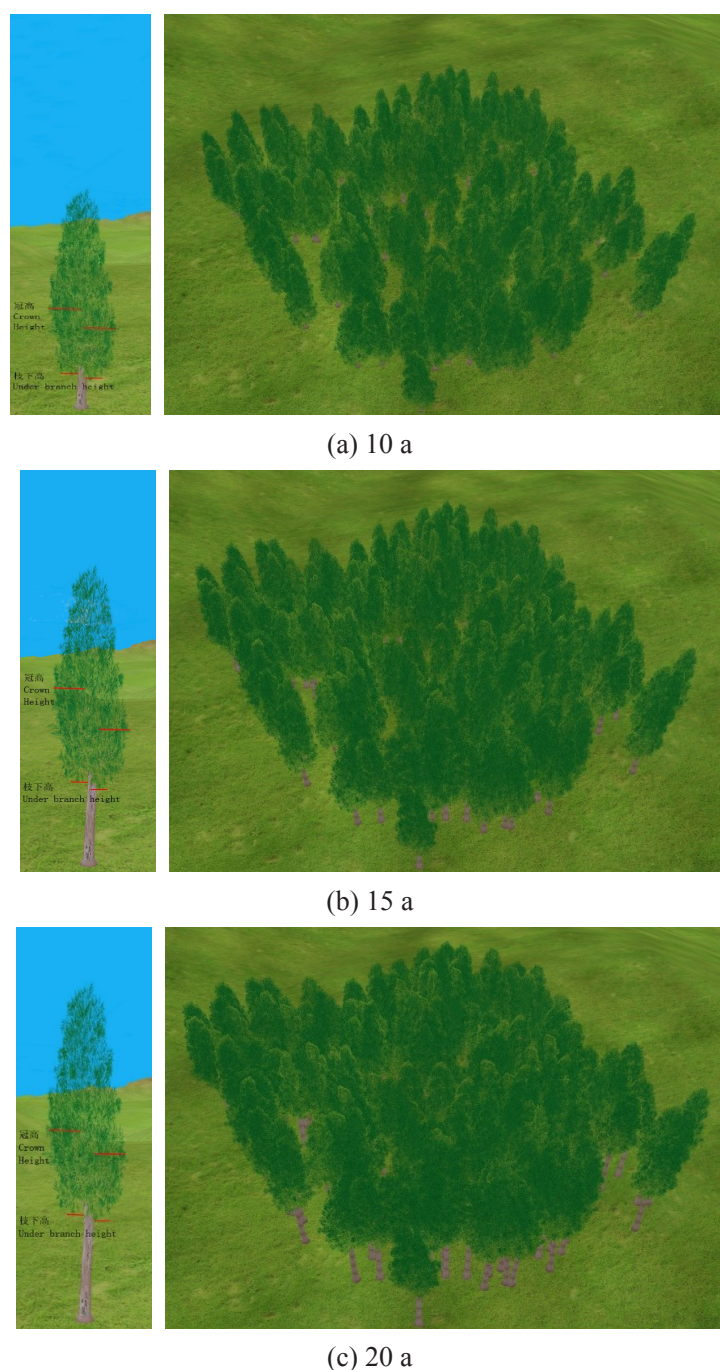 冠高
Crown
Height
枝下高
Under branch height
(a) 10 a
冠高
Crown
Height
枝下高
Under branch height
(b) 15 a
冠高
Crown
Height
枝下高
Under branch height
(c) 20 a